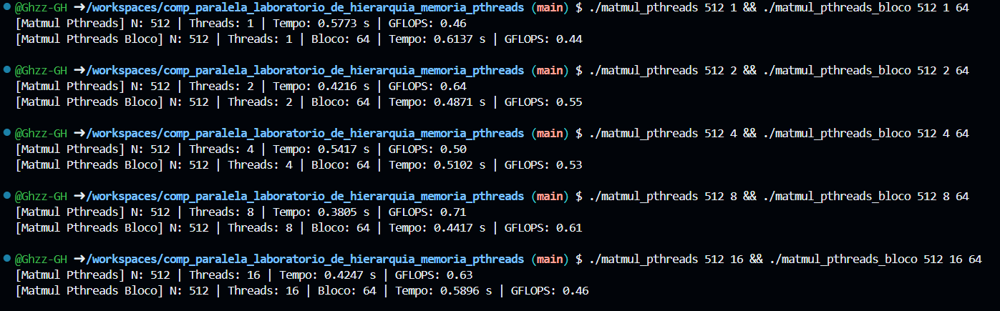 @Ghzz-GH ➜/workspaces/comp_paralela_laboratorio_de_hierarquia_memoria_pthreads (main) $ ./matmul_pthreads 512 1 && ./matmul_pthreads_bloco 512 1 64
[Matmul Pthreads] N: 512 | Threads: 1 | Tempo: 0.5773 s | GFLOPS: 0.46
[Matmul Pthreads Bloco] N: 512 | Threads: 1 | Bloco: 64 | Tempo: 0.6137 s | GFLOPS: 0.44
@Ghzz-GH ➜/workspaces/comp_paralela_laboratorio_de_hierarquia_memoria_pthreads (main) $ ./matmul_pthreads 512 2 && ./matmul_pthreads_bloco 512 2 64
[Matmul Pthreads] N: 512 | Threads: 2 | Tempo: 0.4216 s | GFLOPS: 0.64
[Matmul Pthreads Bloco] N: 512 | Threads: 2 | Bloco: 64 | Tempo: 0.4871 s | GFLOPS: 0.55
@Ghzz-GH ➜/workspaces/comp_paralela_laboratorio_de_hierarquia_memoria_pthreads (main) $ ./matmul_pthreads 512 4 && ./matmul_pthreads_bloco 512 4 64
[Matmul Pthreads] N: 512 | Threads: 4 | Tempo: 0.5417 s | GFLOPS: 0.50
[Matmul Pthreads Bloco] N: 512 | Threads: 4 | Bloco: 64 | Tempo: 0.5102 s | GFLOPS: 0.53
@Ghzz-GH ➜/workspaces/comp_paralela_laboratorio_de_hierarquia_memoria_pthreads (main) $ ./matmul_pthreads 512 8 && ./matmul_pthreads_bloco 512 8 64
[Matmul Pthreads] N: 512 | Threads: 8 | Tempo: 0.3805 s | GFLOPS: 0.71
[Matmul Pthreads Bloco] N: 512 | Threads: 8 | Bloco: 64 | Tempo: 0.4417 s | GFLOPS: 0.61
@Ghzz-GH ➜/workspaces/comp_paralela_laboratorio_de_hierarquia_memoria_pthreads (main) $ ./matmul_pthreads 512 16 && ./matmul_pthreads_bloco 512 16 64
[Matmul Pthreads] N: 512 | Threads: 16 | Tempo: 0.4247 s | GFLOPS: 0.63
[Matmul Pthreads Bloco] N: 512 | Threads: 16 | Bloco: 64 | Tempo: 0.5896 s | GFLOPS: 0.46